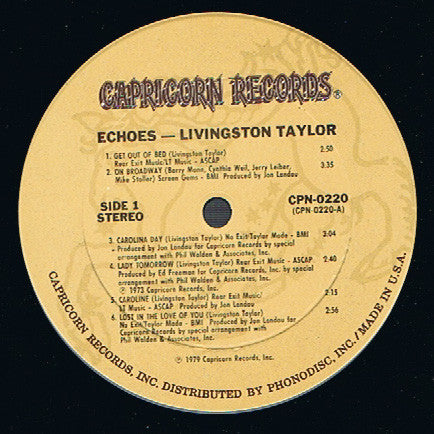 CAPRICORN RECORDS®
ECHOES — LIVINGSTON TAYLOR
1. GET OUT OF BED (Livingston Taylor) 2:50
Rear Exit Music/LT Music - ASCAP
2. ON BROADWAY (Barry Mann, Cynthia Weil, Jerry Leiber, 3:35
Mike Stoller) Screen Gems - BMI Produced by Jon Landau
SIDE 1
STEREO
CPN-0220
(CPN-0220-A)
3. CAROLINA DAY (Livingston Taylor) No Exit/Taylor Made - BMI 3:04
- Produced by Jon Landau for Capricorn Records by special
arrangement with Phil Walden & Associates, Inc.
4. LADY TOMORROW (Livingston Taylor) Rear Exit Music - ASCAP 2:40
Produced by Ed Freeman for Capricorn Records by special
arrangement with Phil Walden & Associates, Inc.
℗ 1973 Capricorn Records, Inc.
5. CAROLINE (Livingston Taylor) Rear Exit Music/ 2:15
LT Music - ASCAP Produced by Jon Landau
6. LOST IN THE LOVE OF YOU (Livingston Taylor) 2:56
No Exit/Taylor Made - BMI Produced by Jon Landau for
Capricorn Records by special arrangement with Phil
Walden & Associates, Inc.
℗ 1979 Capricorn Records, Inc.
CAPRICORN RECORDS, INC. DISTRIBUTED BY PHONODISC, INC./MADE IN U.S.A.